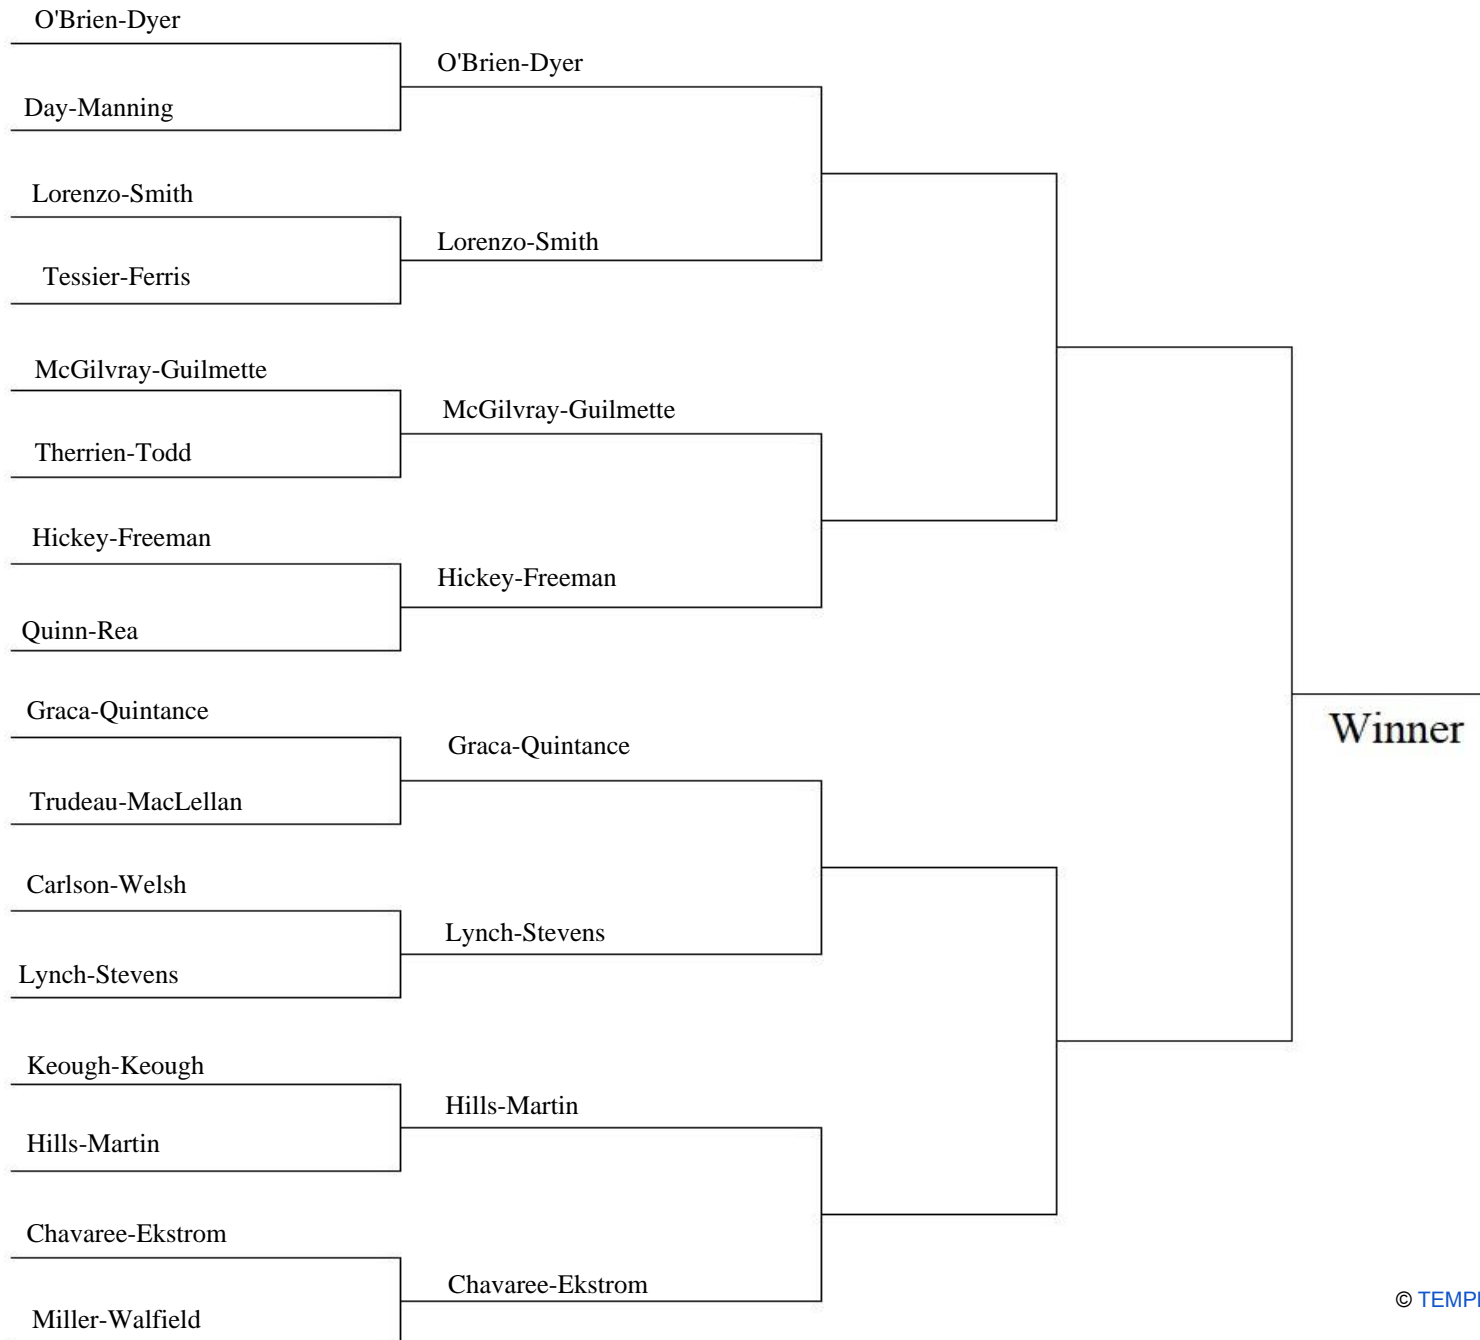 O'Brien-Dyer
Day-Manning
Lorenzo-Smith
Tessier-Ferris
McGilvray-Guilmette
Therrien-Todd
Hickey-Freeman
Quinn-Rea
Graca-Quintance
Trudeau-MacLellan
Carlson-Welsh
Lynch-Stevens
Keough-Keough
Hills-Martin
Chavaree-Ekstrom
Miller-Walfield
O'Brien-Dyer
Lorenzo-Smith
McGilvray-Guilmette
Hickey-Freeman
Graca-Quintance
Lynch-Stevens
Hills-Martin
Chavaree-Ekstrom
Winner
©